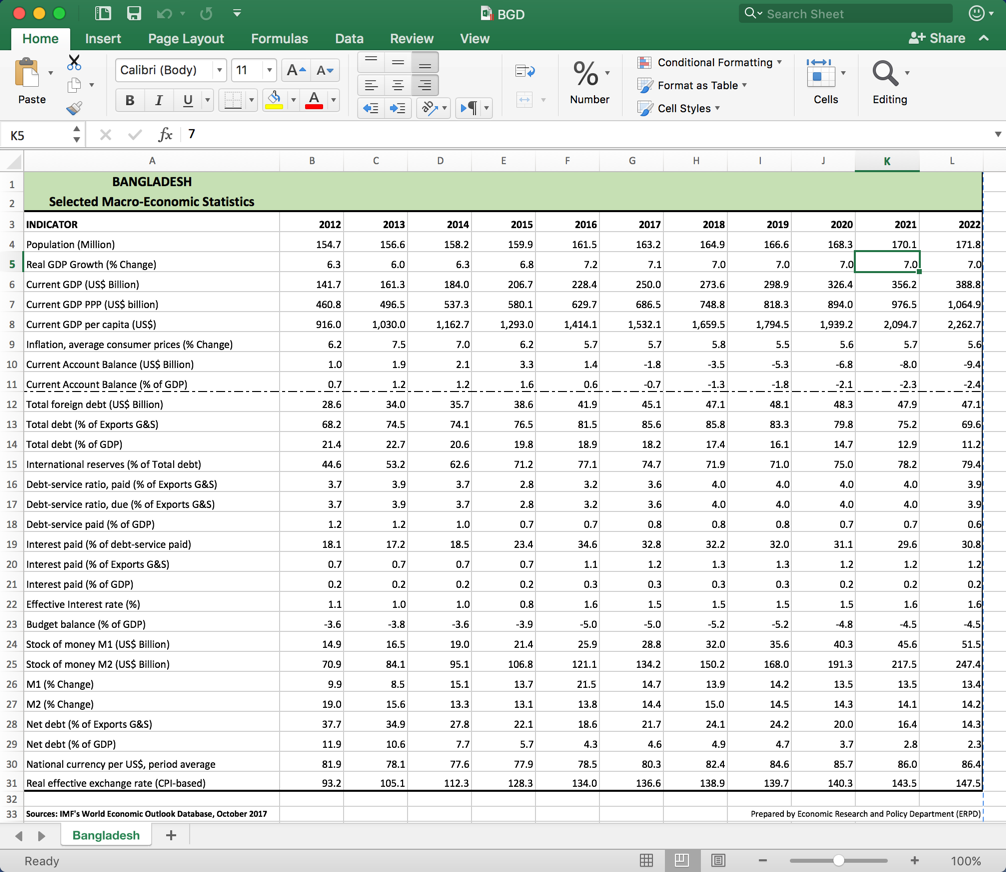 BGD
Search Sheet
Home Insert Page Layout Formulas Data Review View Share
Calibri (Body) 11 A A Conditional Formatting
Format as Table
Paste B I U A Number Cell Styles Cells Editing
K5 fx 7
A B C D E F G H I J K L
1 BANGLADESH
2 Selected Macro-Economic Statistics
3 INDICATOR 2012 2013 2014 2015 2016 2017 2018 2019 2020 2021 2022
4 Population (Million) 154.7 156.6 158.2 159.9 161.5 163.2 164.9 166.6 168.3 170.1 171.8
5 Real GDP Growth (% Change) 6.3 6.0 6.3 6.8 7.2 7.1 7.0 7.0 7.0 7.0 7.0
6 Current GDP (US$ Billion) 141.7 161.3 184.0 206.7 228.4 250.0 273.6 298.9 326.4 356.2 388.8
7 Current GDP PPP (US$ billion) 460.8 496.5 537.3 580.1 629.7 686.5 748.8 818.3 894.0 976.5 1,064.9
8 Current GDP per capita (US$) 916.0 1,030.0 1,162.7 1,293.0 1,414.1 1,532.1 1,659.5 1,794.5 1,939.2 2,094.7 2,262.7
9 Inflation, average consumer prices (% Change) 6.2 7.5 7.0 6.2 5.7 5.7 5.8 5.5 5.6 5.7 5.6
10 Current Account Balance (US$ Billion) 1.0 1.9 2.1 3.3 1.4 -1.8 -3.5 -5.3 -6.8 -8.0 -9.4
11 Current Account Balance (% of GDP) 0.7 1.2 1.2 1.6 0.6 -0.7 -1.3 -1.8 -2.1 -2.3 -2.4
12 Total foreign debt (US$ Billion) 28.6 34.0 35.7 38.6 41.9 45.1 47.1 48.1 48.3 47.9 47.1
13 Total debt (% of Exports G&S) 68.2 74.5 74.1 76.5 81.5 85.6 85.8 83.3 79.8 75.2 69.6
14 Total debt (% of GDP) 21.4 22.7 20.6 19.8 18.9 18.2 17.4 16.1 14.7 12.9 11.2
15 International reserves (% of Total debt) 44.6 53.2 62.6 71.2 77.1 74.7 71.9 71.0 75.0 78.2 79.4
16 Debt-service ratio, paid (% of Exports G&S) 3.7 3.9 3.7 2.8 3.2 3.6 4.0 4.0 4.0 4.0 3.9
17 Debt-service ratio, due (% of Exports G&S) 3.7 3.9 3.7 2.8 3.2 3.6 4.0 4.0 4.0 4.0 3.9
18 Debt-service paid (% of GDP) 1.2 1.2 1.0 0.7 0.7 0.8 0.8 0.8 0.7 0.7 0.6
19 Interest paid (% of debt-service paid) 18.1 17.2 18.5 23.4 34.6 32.8 32.2 32.0 31.1 29.6 30.8
20 Interest paid (% of Exports G&S) 0.7 0.7 0.7 0.7 1.1 1.2 1.3 1.3 1.2 1.2 1.2
21 Interest paid (% of GDP) 0.2 0.2 0.2 0.2 0.3 0.3 0.3 0.3 0.2 0.2 0.2
22 Effective Interest rate (%) 1.1 1.0 1.0 0.8 1.6 1.5 1.5 1.5 1.5 1.6 1.6
23 Budget balance (% of GDP) -3.6 -3.8 -3.6 -3.9 -5.0 -5.0 -5.2 -5.2 -4.8 -4.5 -4.5
24 Stock of money M1 (US$ Billion) 14.9 16.5 19.0 21.4 25.9 28.8 32.0 35.6 40.3 45.6 51.5
25 Stock of money M2 (US$ Billion) 70.9 84.1 95.1 106.8 121.1 134.2 150.2 168.0 191.3 217.5 247.4
26 M1 (% Change) 9.9 8.5 15.1 13.7 21.5 14.7 13.9 14.2 13.5 13.5 13.4
27 M2 (% Change) 19.0 15.6 13.3 13.1 13.8 14.4 15.0 14.5 14.3 14.1 14.2
28 Net debt (% of Exports G&S) 37.7 34.9 27.8 22.1 18.6 21.7 24.1 24.2 20.0 16.4 14.3
29 Net debt (% of GDP) 11.9 10.6 7.7 5.7 4.3 4.6 4.9 4.7 3.7 2.8 2.3
30 National currency per US$, period average 81.9 78.1 77.6 77.9 78.5 80.3 82.4 84.6 85.7 86.0 86.4
31 Real effective exchange rate (CPI-based) 93.2 105.1 112.3 128.3 134.0 136.6 138.9 139.7 140.3 143.5 147.5
32
33 Sources: IMF's World Economic Outlook Database, October 2017 Prepared by Economic Research and Policy Department (ERPD)
Bangladesh +
Ready 100%